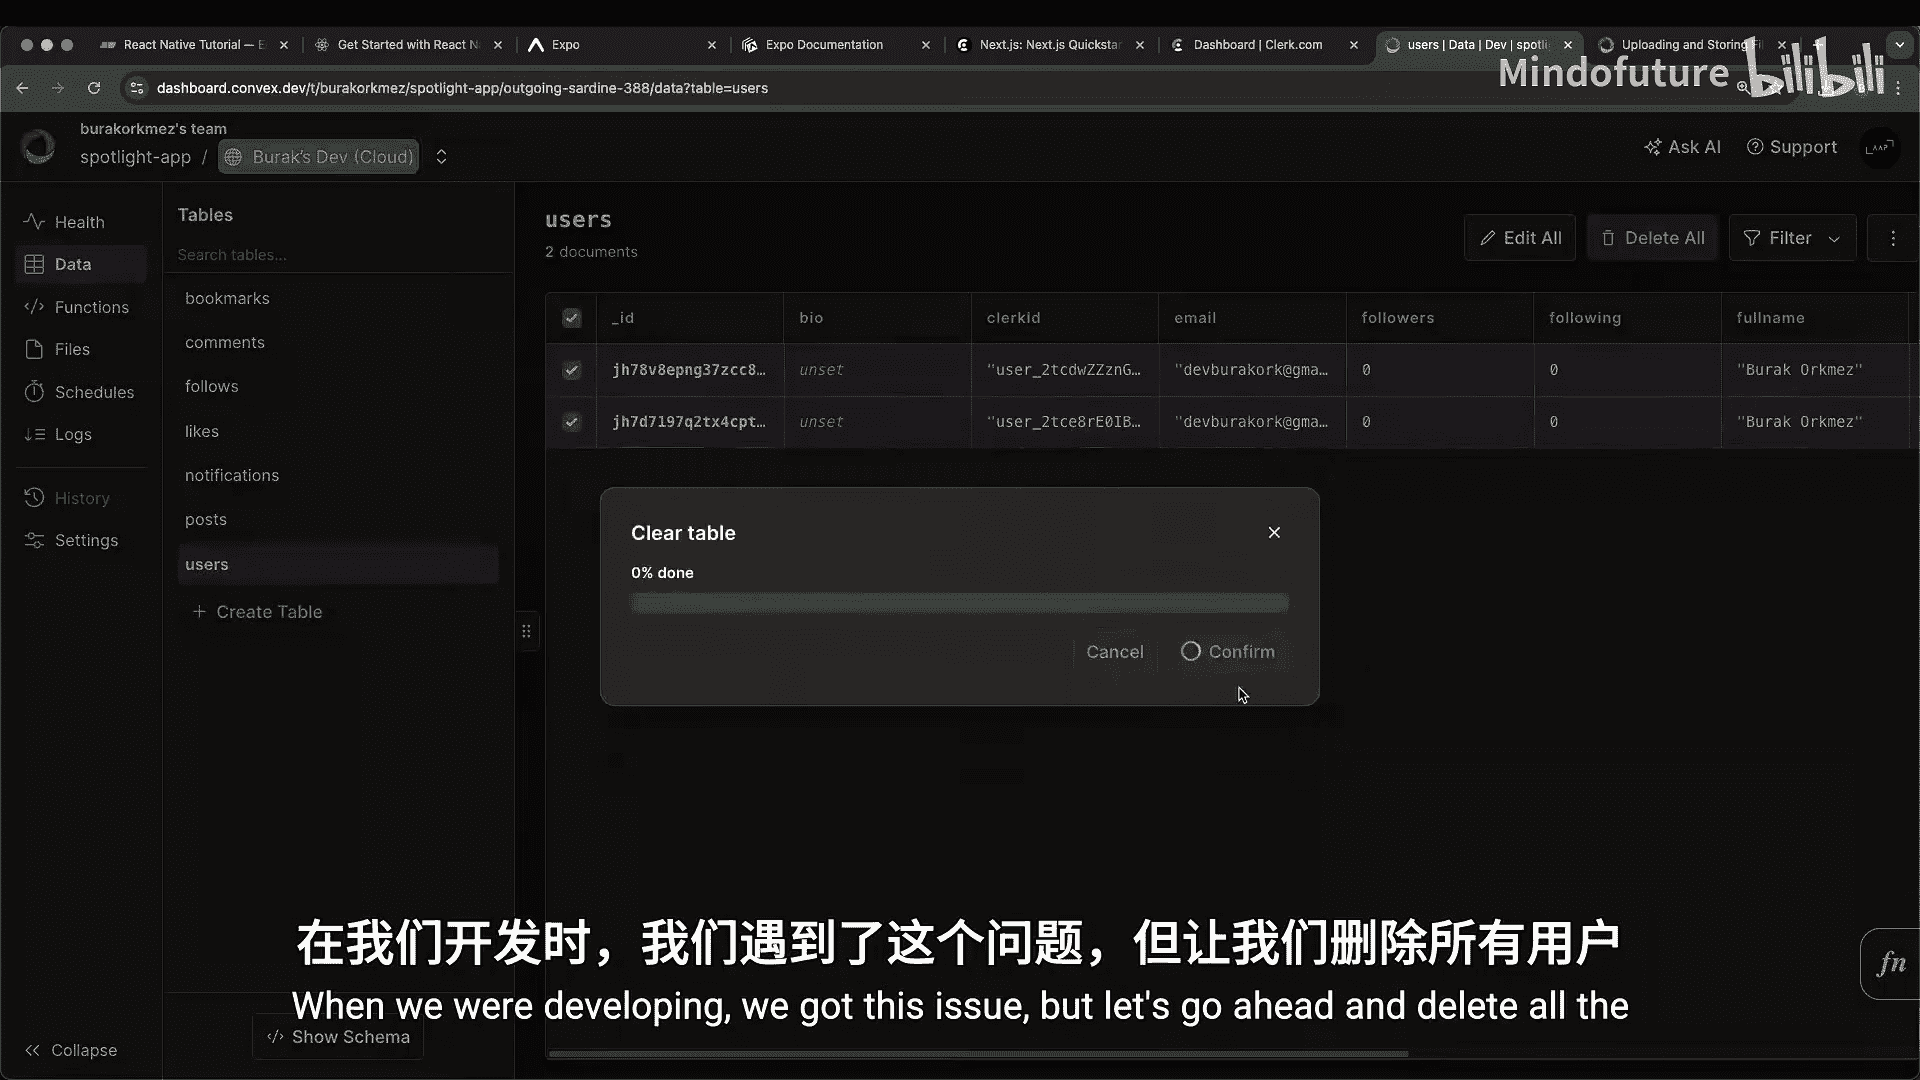 React Native Tutorial — E
Get Started with React N
Expo
Expo Documentation
Next.js: Next.js Quickstar
Dashboard | Clerk.com
users | Data | Dev | spotli
Uploading and Storing
dashboard.convex.dev/t/burakorkmez/spotlight-app/outgoing-sardine-388/data?table=users
Mindofuture bilibili
burakorkmez's team
spotlight-app / Burak's Dev (Cloud)
Ask AI
Support
Health
Data
Functions
Files
Schedules
Logs
History
Settings
Collapse
Tables
Search tables...
bookmarks
comments
follows
likes
notifications
posts
users
+ Create Table
Show Schema
users
2 documents
Edit All
Delete All
Filter
_id bio clerkid email followers following fullname
jh78v8epng37zcc8… unset "user_2tcdwZZznG… "devburakork@gma… 0 0 "Burak Orkmez"
jh7d7197q2tx4cpt… unset "user_2tce8rE0IB… "devburakork@gma… 0 0 "Burak Orkmez"
Clear table
0% done
Cancel
Confirm
fn
在我们开发时，我们遇到了这个问题，但让我们删除所有用户
When we were developing, we got this issue, but let's go ahead and delete all the